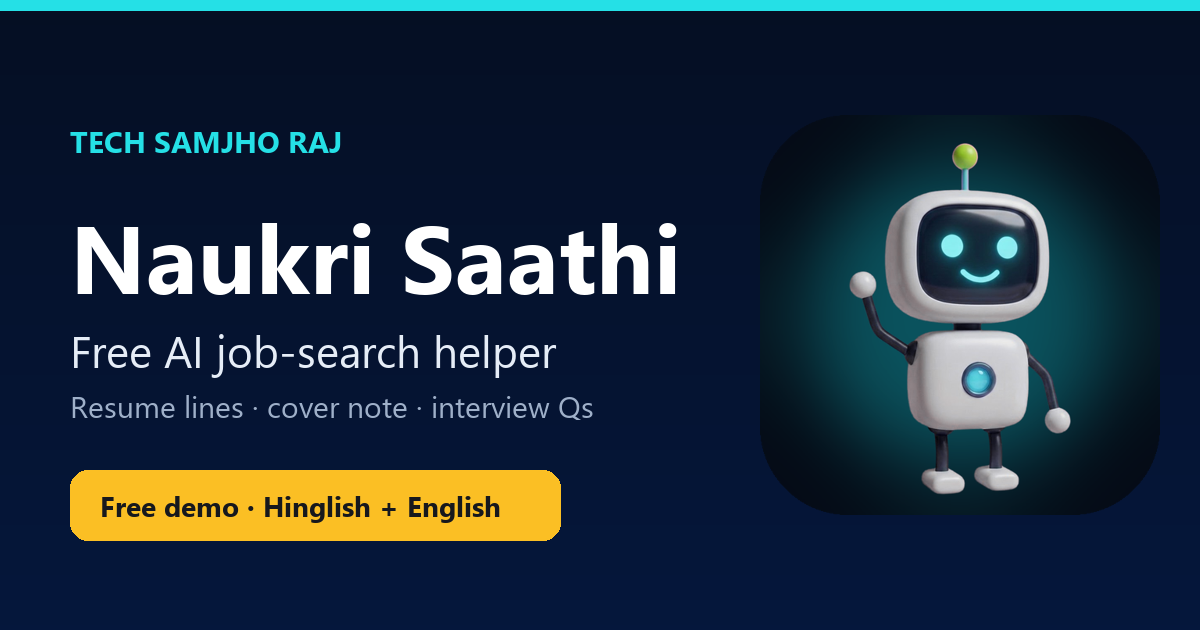 TECH SAMJHO RAJ
Naukri Saathi
Free AI job-search helper
Resume lines · cover note · interview Qs
Free demo · Hinglish + English